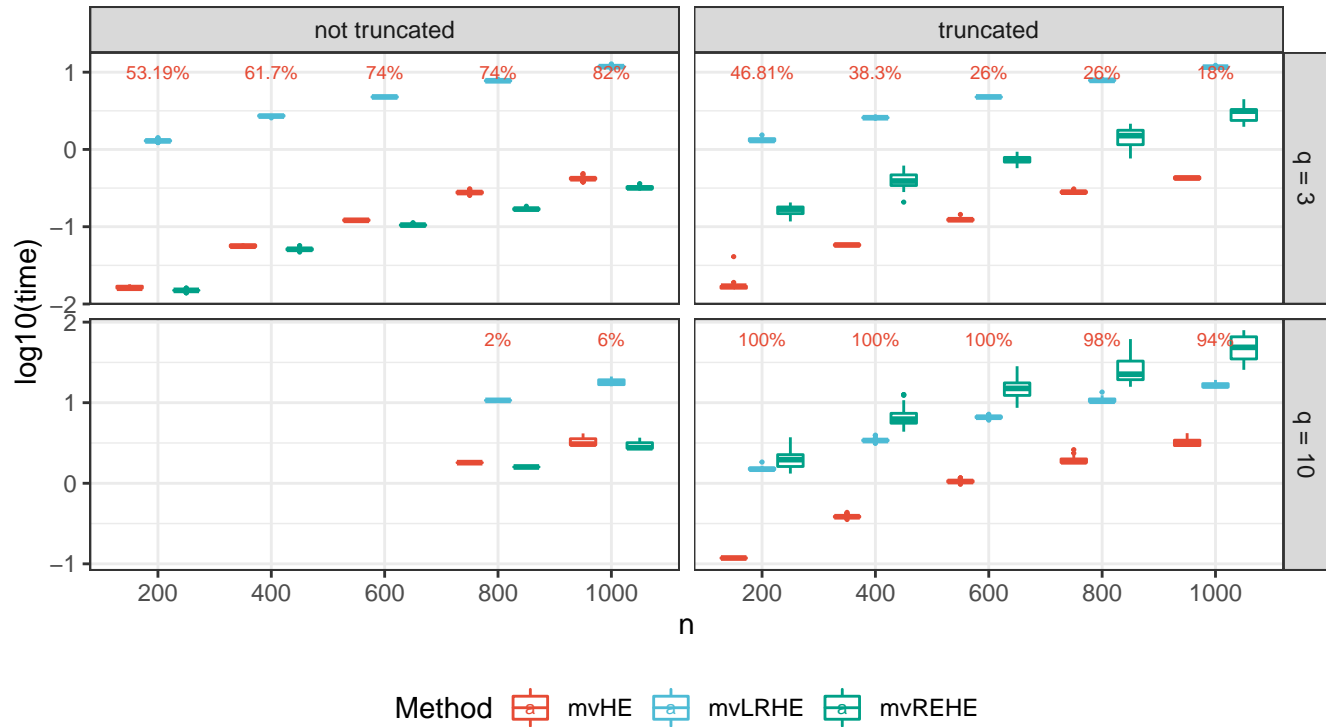 not truncated truncated
53.19% 61.7% 74% 74% 82% 46.81% 38.3% 26% 26% 18%
1
0
−1
−2
q = 3
log10(time)
2% 6% 100% 100% 100% 98% 94%
2
1
0
−1
q = 10
200 400 600 800 1000 200 400 600 800 1000
n
Method a mvHE a mvLRHE a mvREHE